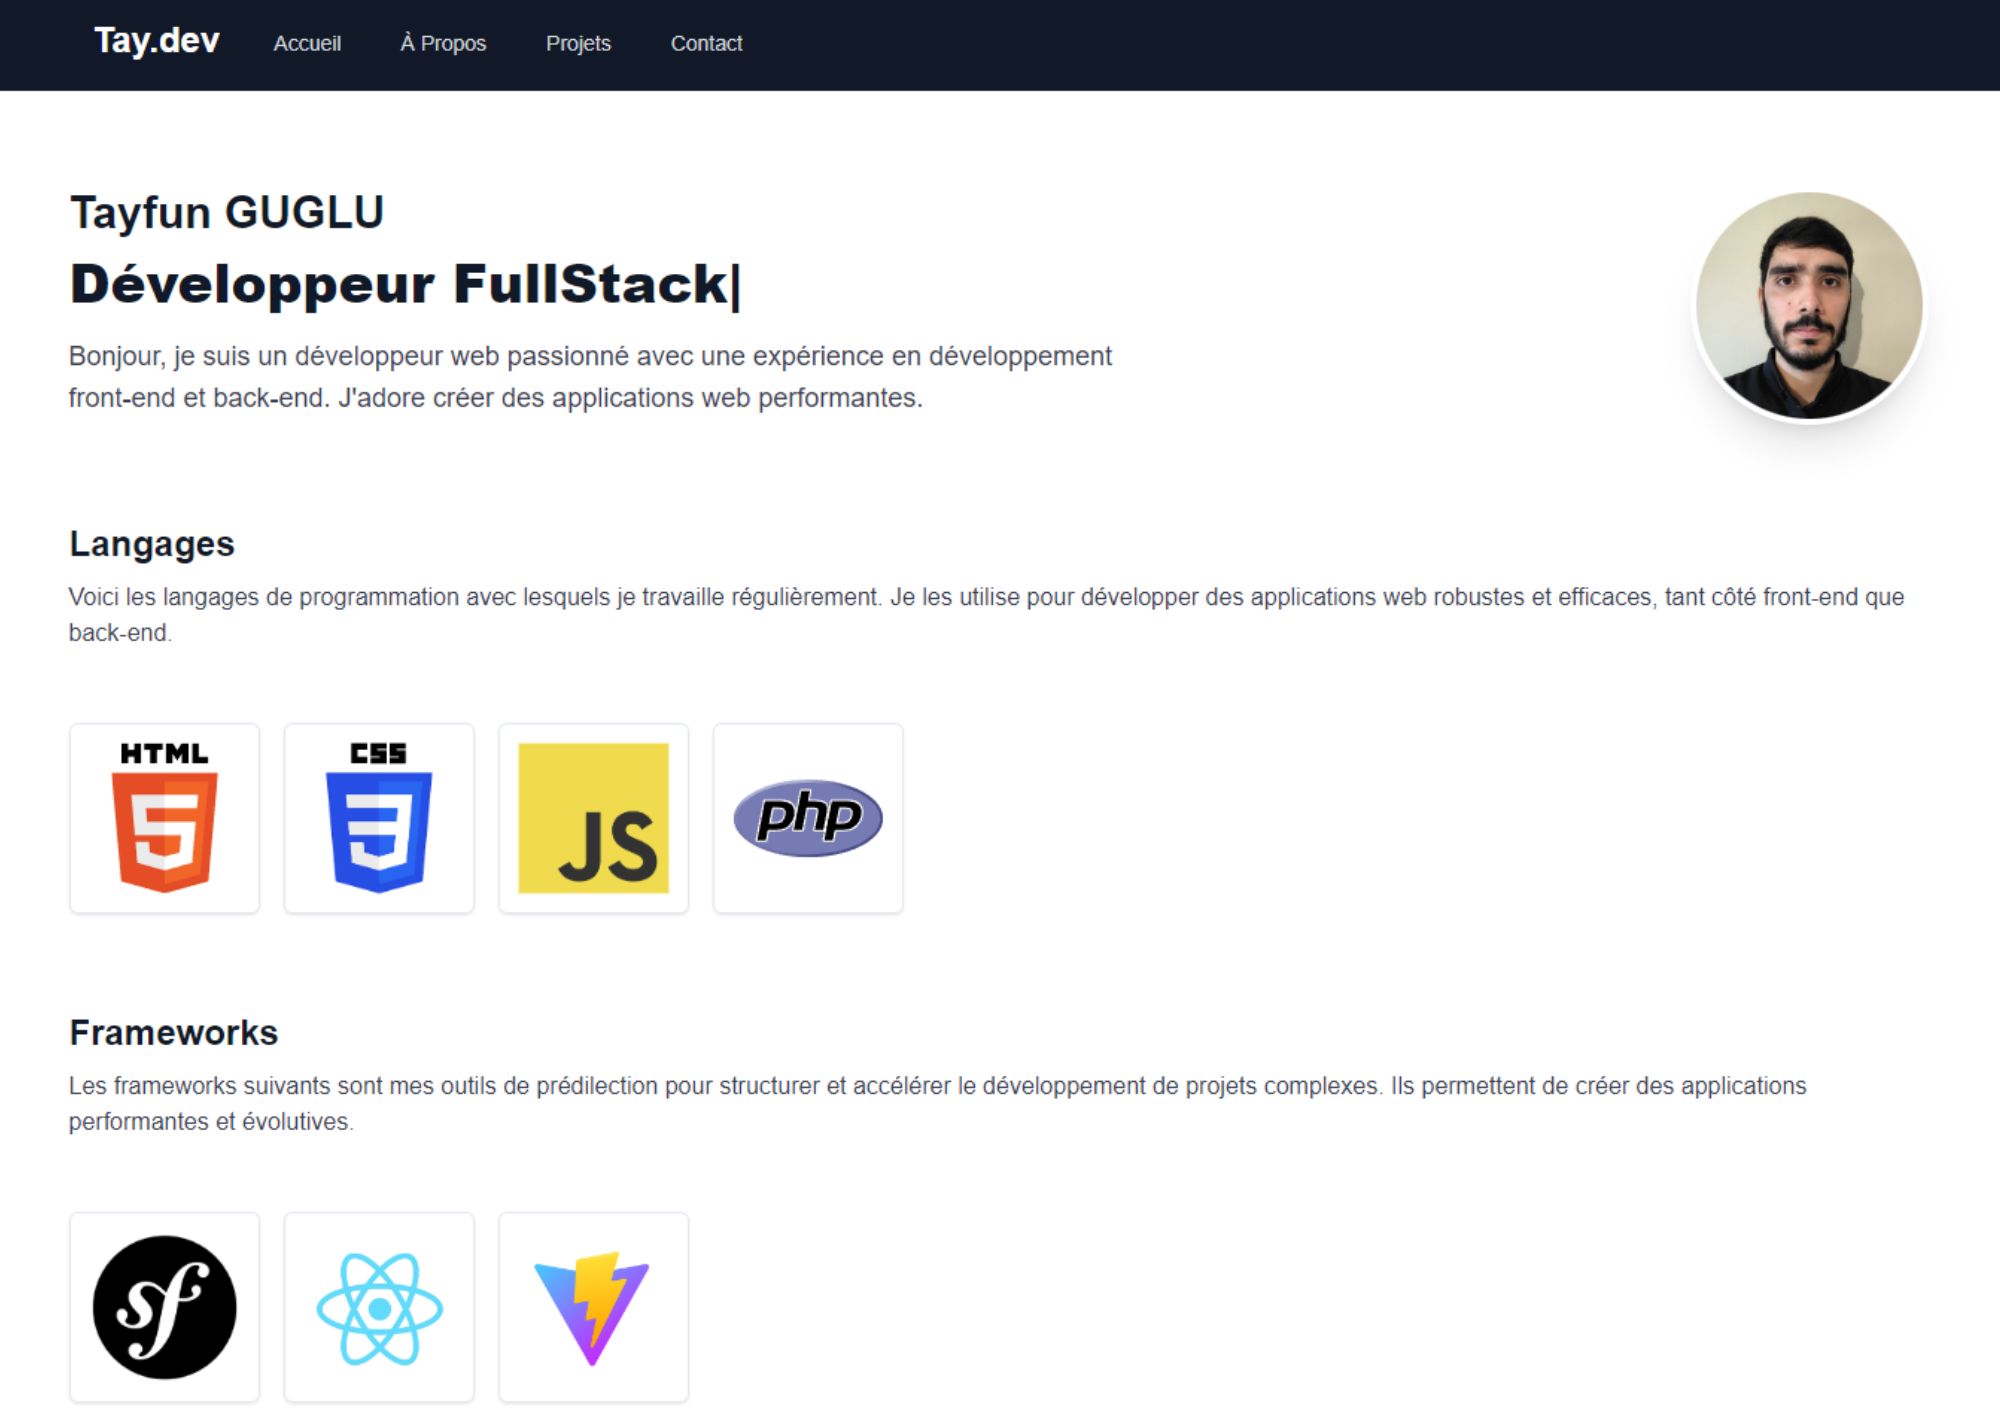 Tay.dev Accueil À Propos Projets Contact
Tayfun GUGLU
Développeur FullStack|
Bonjour, je suis un développeur web passionné avec une expérience en développement
front-end et back-end. J'adore créer des applications web performantes.
Langages
Voici les langages de programmation avec lesquels je travaille régulièrement. Je les utilise pour développer des applications web robustes et efficaces, tant côté front-end que
back-end.
HTML CSS JS php
Frameworks
Les frameworks suivants sont mes outils de prédilection pour structurer et accélérer le développement de projets complexes. Ils permettent de créer des applications
performantes et évolutives.
sf